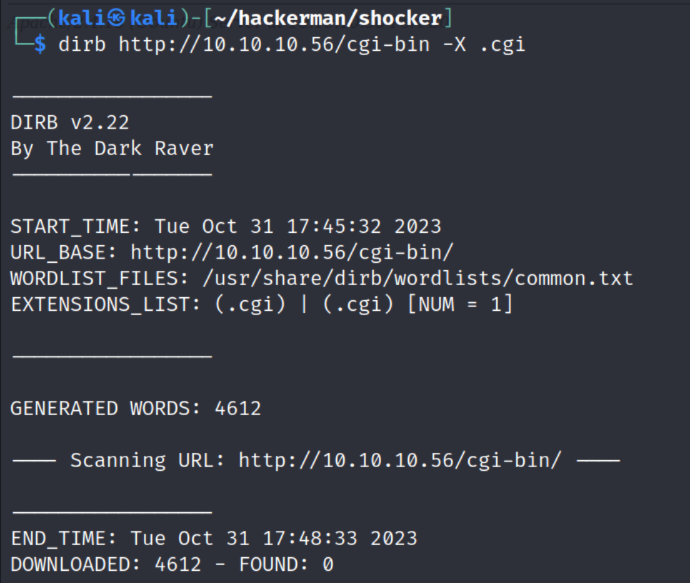 ┌──(kali㉿kali)-[~/hackerman/shocker]
└─$ dirb http://10.10.10.56/cgi-bin -X .cgi
-----------------
DIRB v2.22
By The Dark Raver
-----------------
START_TIME: Tue Oct 31 17:45:32 2023
URL_BASE: http://10.10.10.56/cgi-bin/
WORDLIST_FILES: /usr/share/dirb/wordlists/common.txt
EXTENSIONS_LIST: (.cgi) | (.cgi) [NUM = 1]
-----------------
GENERATED WORDS: 4612
---- Scanning URL: http://10.10.10.56/cgi-bin/ ----
-----------------
END_TIME: Tue Oct 31 17:48:33 2023
DOWNLOADED: 4612 - FOUND: 0